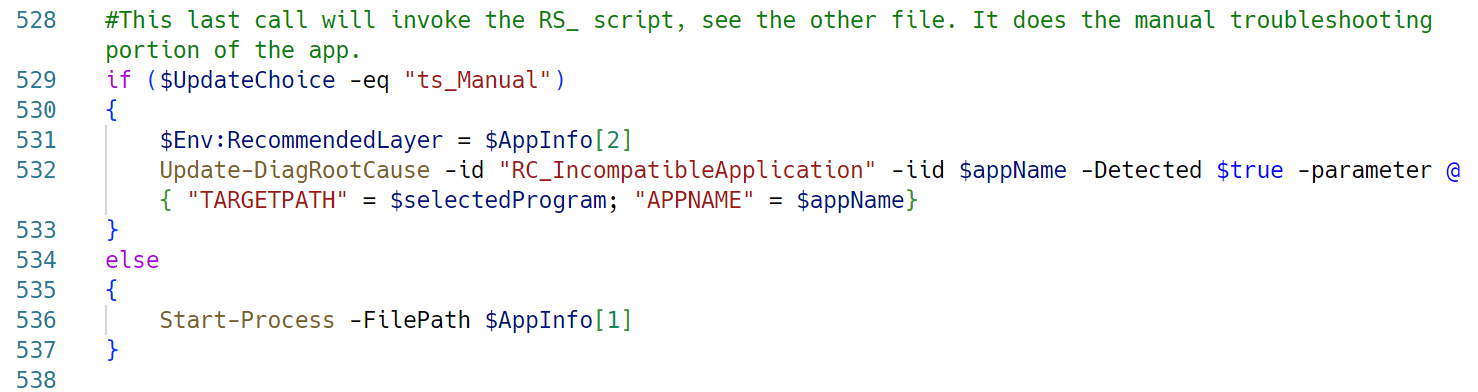 528 #This last call will invoke the RS_ script, see the other file. It does the manual troubleshooting
portion of the app.
529 if ($UpdateChoice -eq "ts_Manual")
530 {
531 $Env:RecommendedLayer = $AppInfo[2]
532 Update-DiagRootCause -id "RC_IncompatibleApplication" -iid $appName -Detected $true -parameter @
{ "TARGETPATH" = $selectedProgram; "APPNAME" = $appName}
533 }
534 else
535 {
536 Start-Process -FilePath $AppInfo[1]
537 }
538